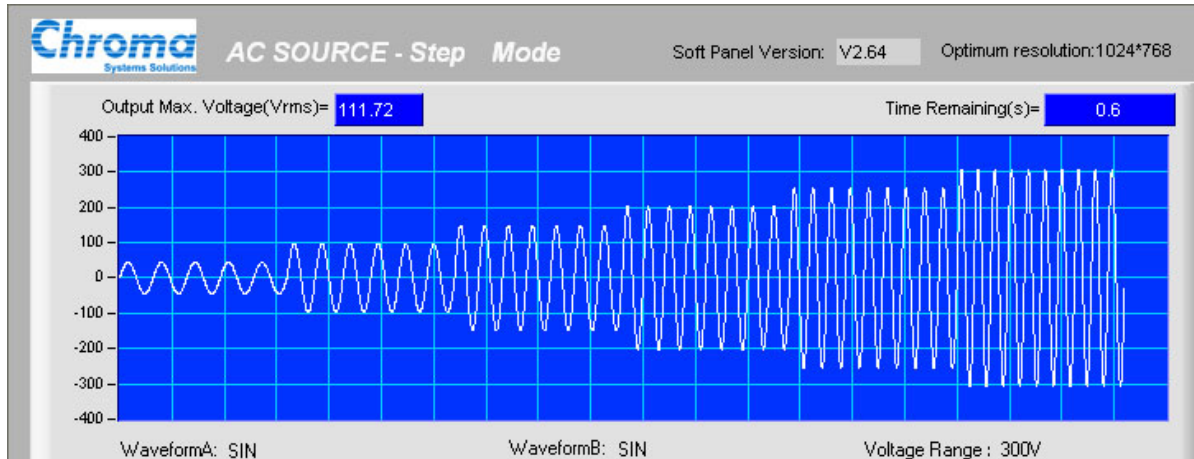 Chroma
Systems Solutions
AC SOURCE - Step Mode
Soft Panel Version: V2.64
Optimum resolution:1024*768
Output Max. Voltage(Vrms)= 111.72
Time Remaining(s)= 0.6
400
300
200
100
0
-100
-200
-300
-400
WaveformA: SIN
WaveformB: SIN
Voltage Range : 300V